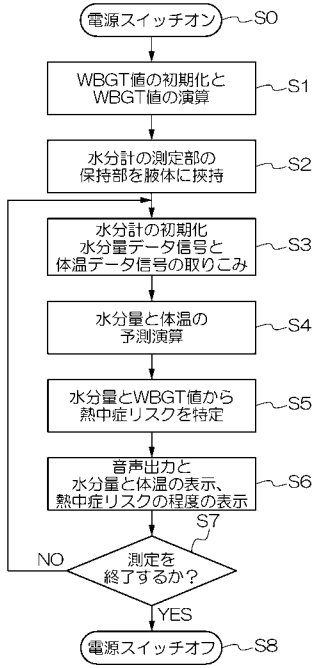 電源スイッチオン
S0
WBGT値の初期化と
WBGT値の演算
S1
水分計の測定部の
保持部を腋体に挾持
S2
水分計の初期化
水分量データ信号と
体温データ信号の取りこみ
S3
水分量と体温の
予測演算
S4
水分量とWBGT値から
熱中症リスクを特定
S5
音声出力と
水分量と体温の表示、
熱中症リスクの程度の表示
S6
S7
測定を
終了するか?
NO
YES
電源スイッチオフ
S8